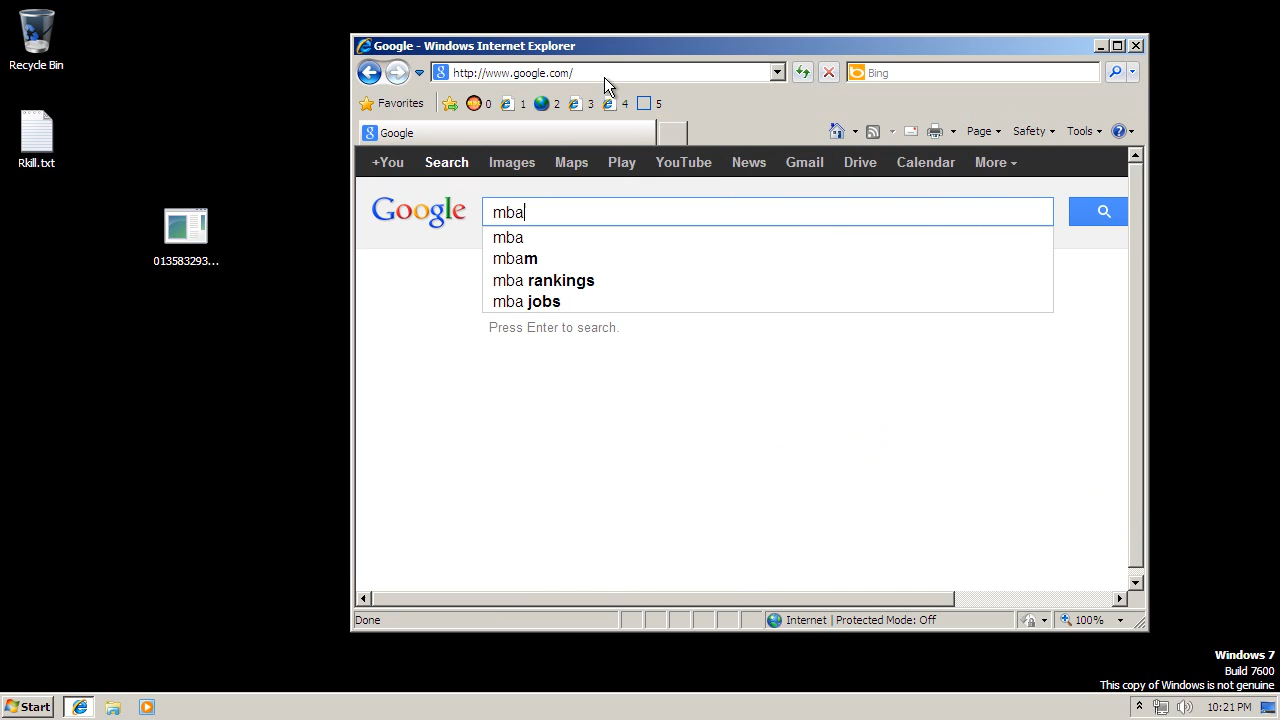 Recycle Bin
Rkill.txt
013583293...
Google - Windows Internet Explorer
http://www.google.com/
Bing
Favorites 0 1 2 3 4 5
Google
Page Safety Tools
+You Search Images Maps Play YouTube News Gmail Drive Calendar More
Google mba
mba
mbam
mba rankings
mba jobs
Press Enter to search.
Done Internet | Protected Mode: Off 100%
Windows 7
Build 7600
This copy of Windows is not genuine
Start 10:21 PM